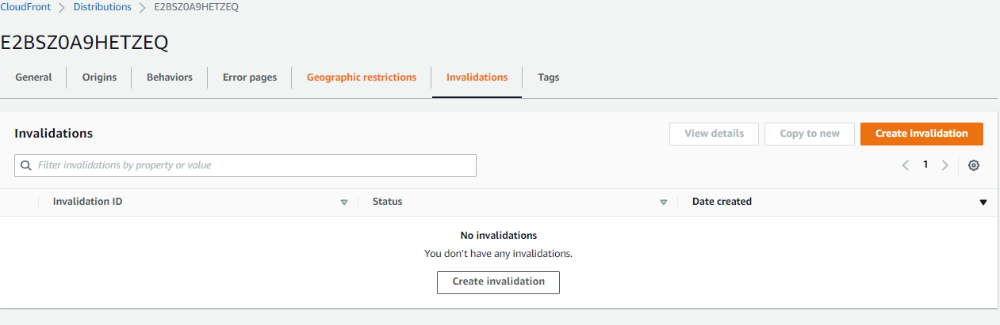 CloudFront > Distributions > E2BSZ0A9HETZEQ
E2BSZ0A9HETZEQ
General Origins Behaviors Error pages Geographic restrictions Invalidations Tags
Invalidations View details Copy to new Create invalidation
Filter invalidations by property or value 1
Invalidation ID Status Date created
No invalidations
You don't have any invalidations.
Create invalidation